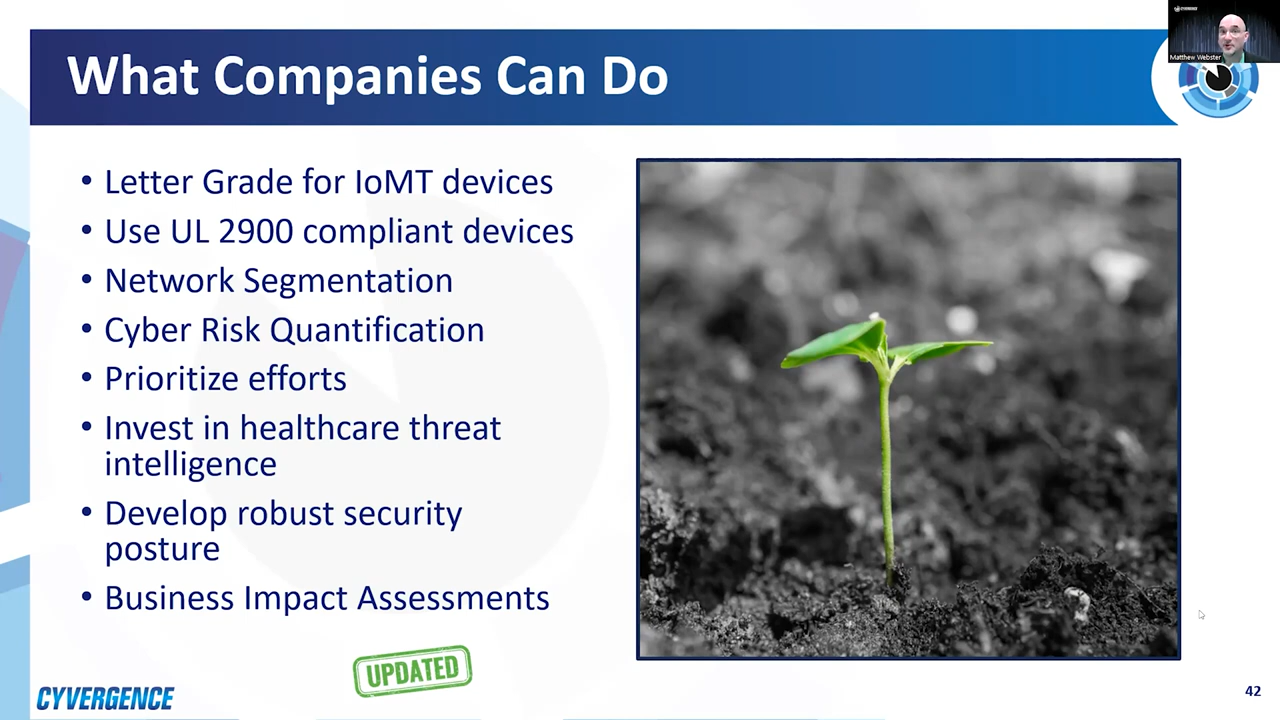 CYVERGENCE
Matthew Webster
What Companies Can Do
• Letter Grade for IoMT devices
• Use UL 2900 compliant devices
• Network Segmentation
• Cyber Risk Quantification
• Prioritize efforts
• Invest in healthcare threat
intelligence
• Develop robust security
posture
• Business Impact Assessments
UPDATED
CYVERGENCE
42